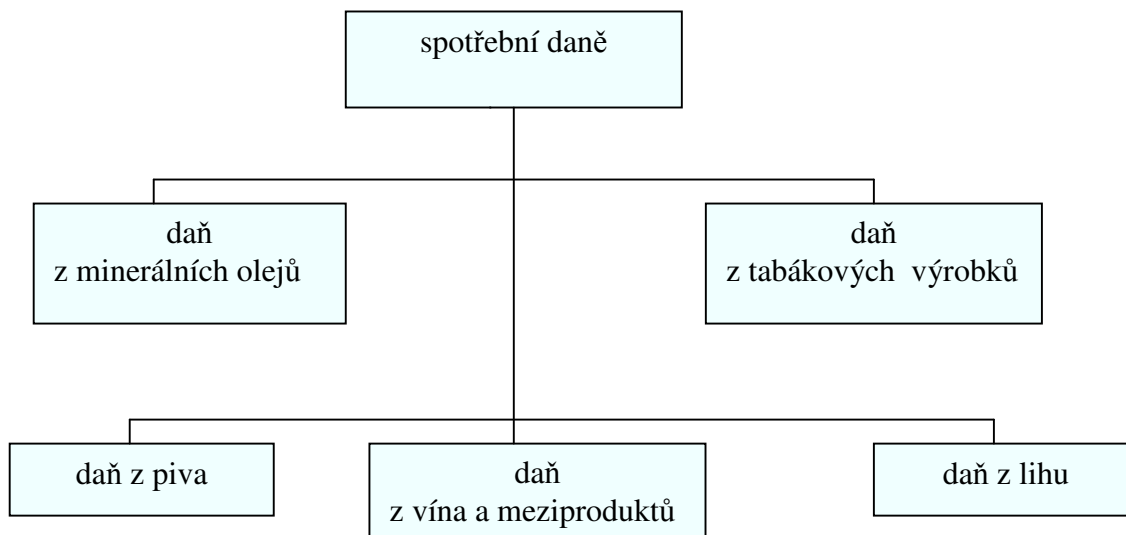 spotřební daně
daň
z minerálních olejů
daň
z tabákových výrobků
daň z piva
daň
z vína a meziproduktů
daň z lihu